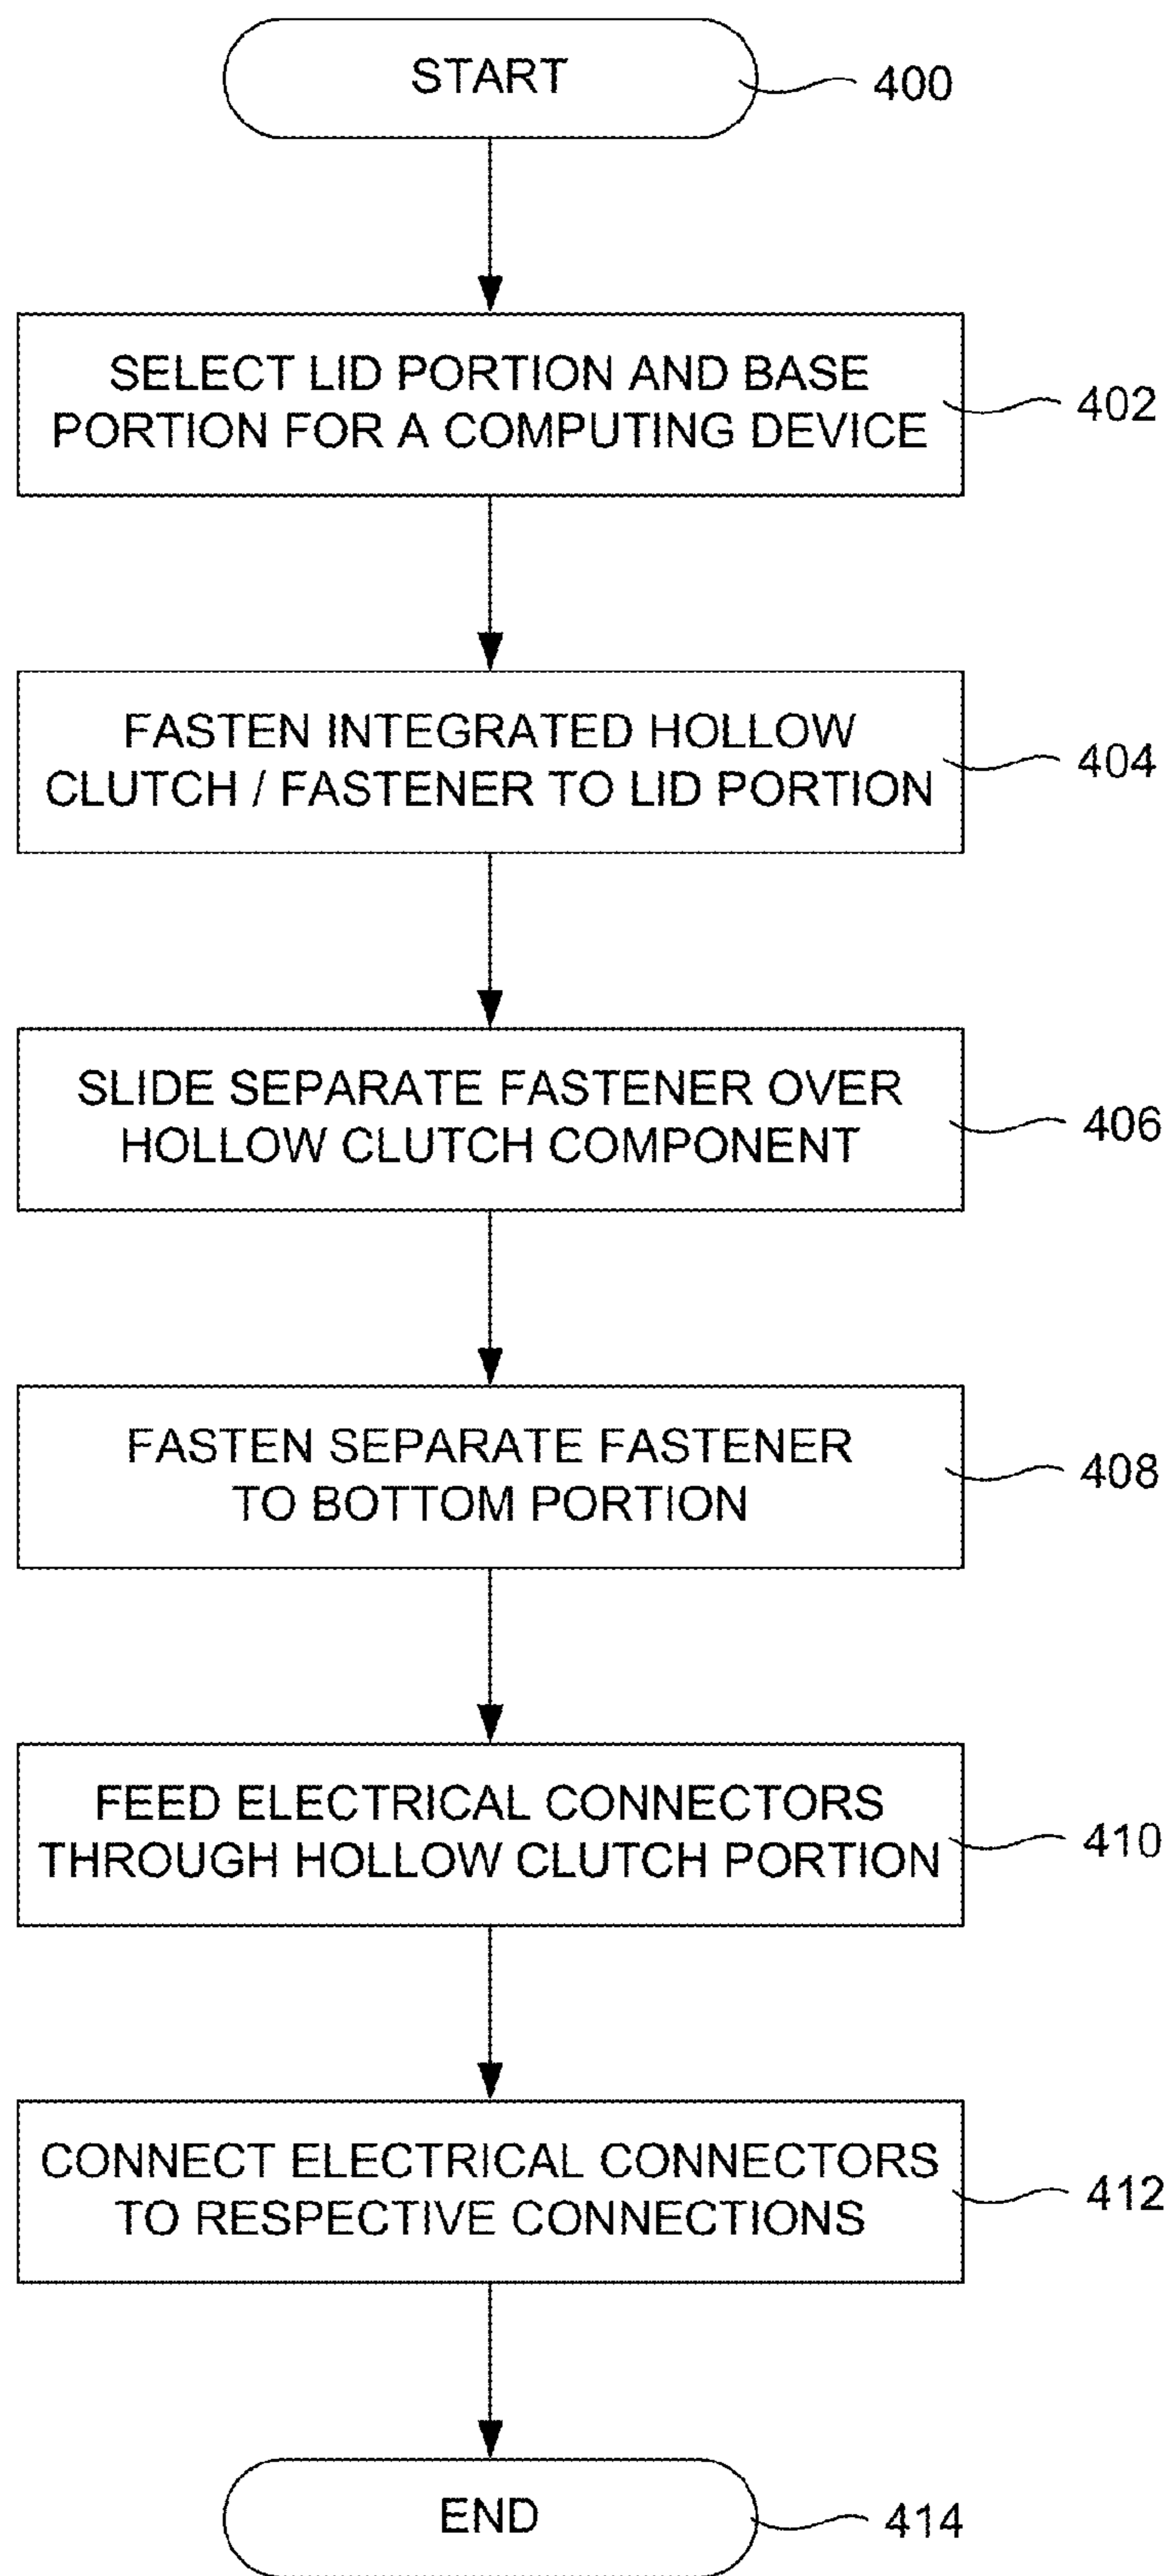 START
400
SELECT LID PORTION AND BASE
PORTION FOR A COMPUTING DEVICE
402
FASTEN INTEGRATED HOLLOW
CLUTCH / FASTENER TO LID PORTION
404
SLIDE SEPARATE FASTENER OVER
HOLLOW CLUTCH COMPONENT
406
FASTEN SEPARATE FASTENER
TO BOTTOM PORTION
408
FEED ELECTRICAL CONNECTORS
THROUGH HOLLOW CLUTCH PORTION
410
CONNECT ELECTRICAL CONNECTORS
TO RESPECTIVE CONNECTIONS
412
END
414